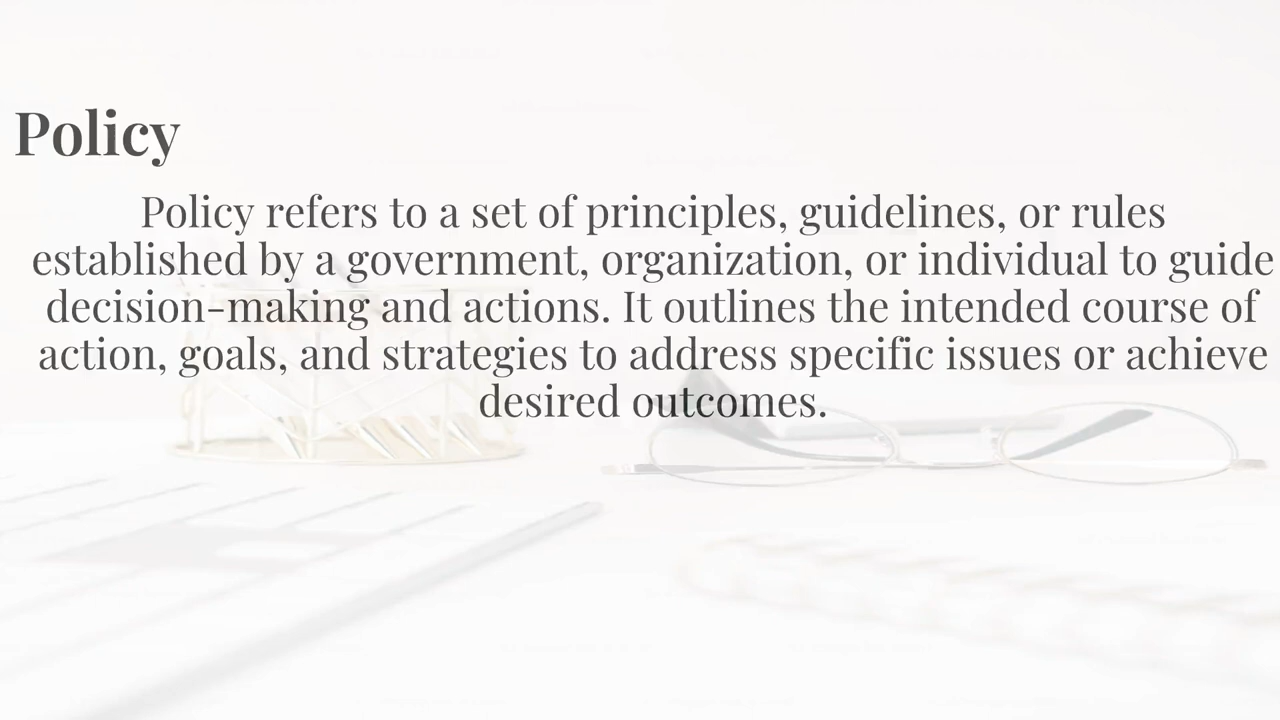 Policy
Policy refers to a set of principles, guidelines, or rules
established by a government, organization, or individual to guide
decision-making and actions. It outlines the intended course of
action, goals, and strategies to address specific issues or achieve
desired outcomes.